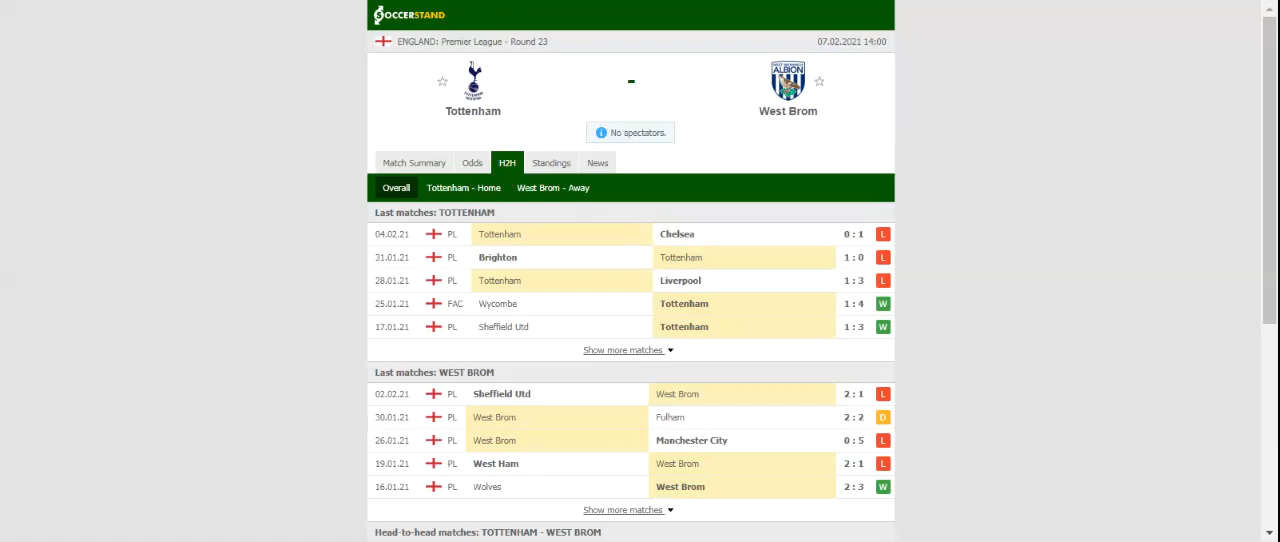 SOCCERSTAND
ENGLAND: Premier League - Round 23 07.02.2021 14:00
ALBION
-
Tottenham West Brom
No spectators.
Match Summary Odds H2H Standings News
Overall Tottenham - Home West Brom - Away
Last matches: TOTTENHAM
04.02.21 PL Tottenham Chelsea 0 : 1 L
31.01.21 PL Brighton Tottenham 1 : 0 L
28.01.21 PL Tottenham Liverpool 1 : 3 L
25.01.21 FAC Wycombe Tottenham 1 : 4 W
17.01.21 PL Sheffield Utd Tottenham 1 : 3 W
Show more matches
Last matches: WEST BROM
02.02.21 PL Sheffield Utd West Brom 2 : 1 L
30.01.21 PL West Brom Fulham 2 : 2 D
26.01.21 PL West Brom Manchester City 0 : 5 L
19.01.21 PL West Ham West Brom 2 : 1 L
16.01.21 PL Wolves West Brom 2 : 3 W
Show more matches
Head-to-head matches: TOTTENHAM - WEST BROM